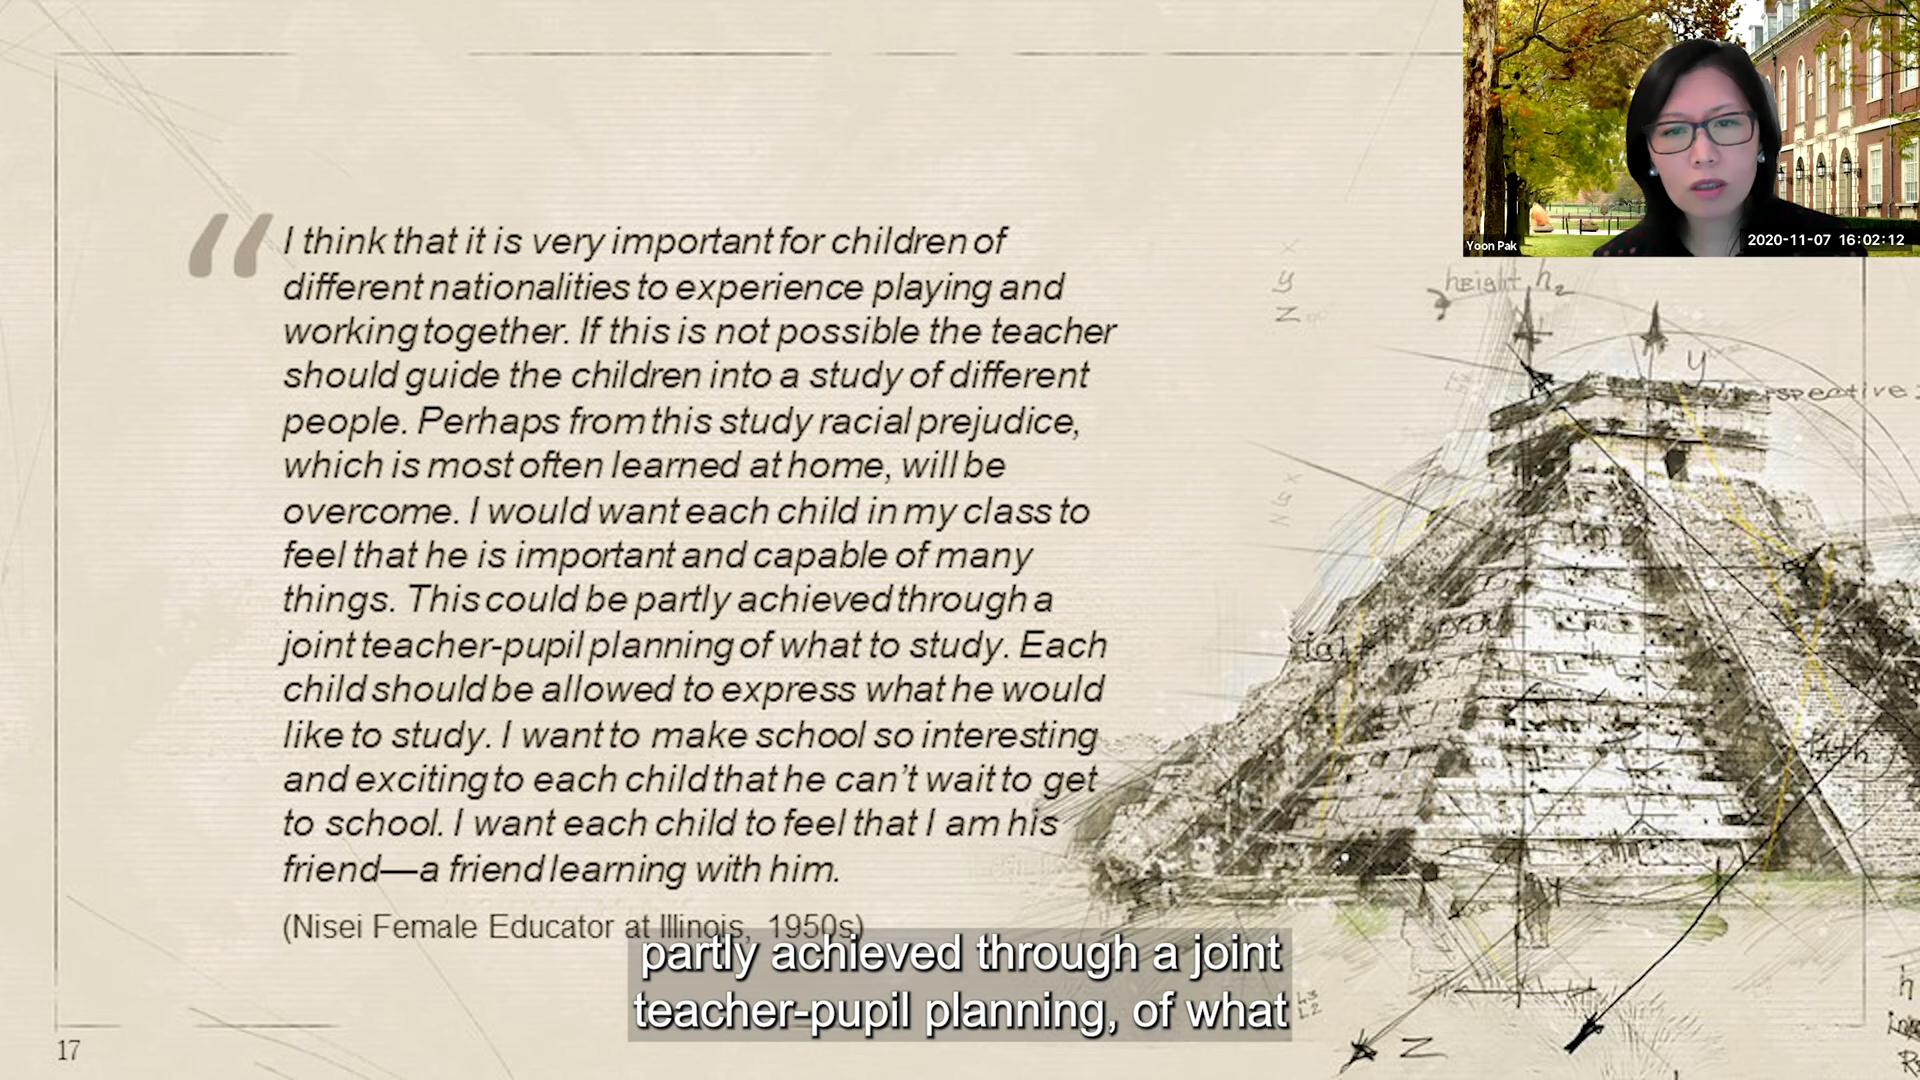 “
I think that it is very important for children of
different nationalities to experience playing and
working together. If this is not possible the teacher
should guide the children into a study of different
people. Perhaps from this study racial prejudice,
which is most often learned at home, will be
overcome. I would want each child in my class to
feel that he is important and capable of many
things. This could be partly achieved through a
joint teacher-pupil planning of what to study. Each
child should be allowed to express what he would
like to study. I want to make school so interesting
and exciting to each child that he can’t wait to get
to school. I want each child to feel that I am his
friend—a friend learning with him.
(Nisei Female Educator at Illinois, 1950s)
partly achieved through a joint
teacher-pupil planning, of what
17
Yoon Pak
2020-11-07 16:02:12
height h2
x
y
z
y
perspective
z
h